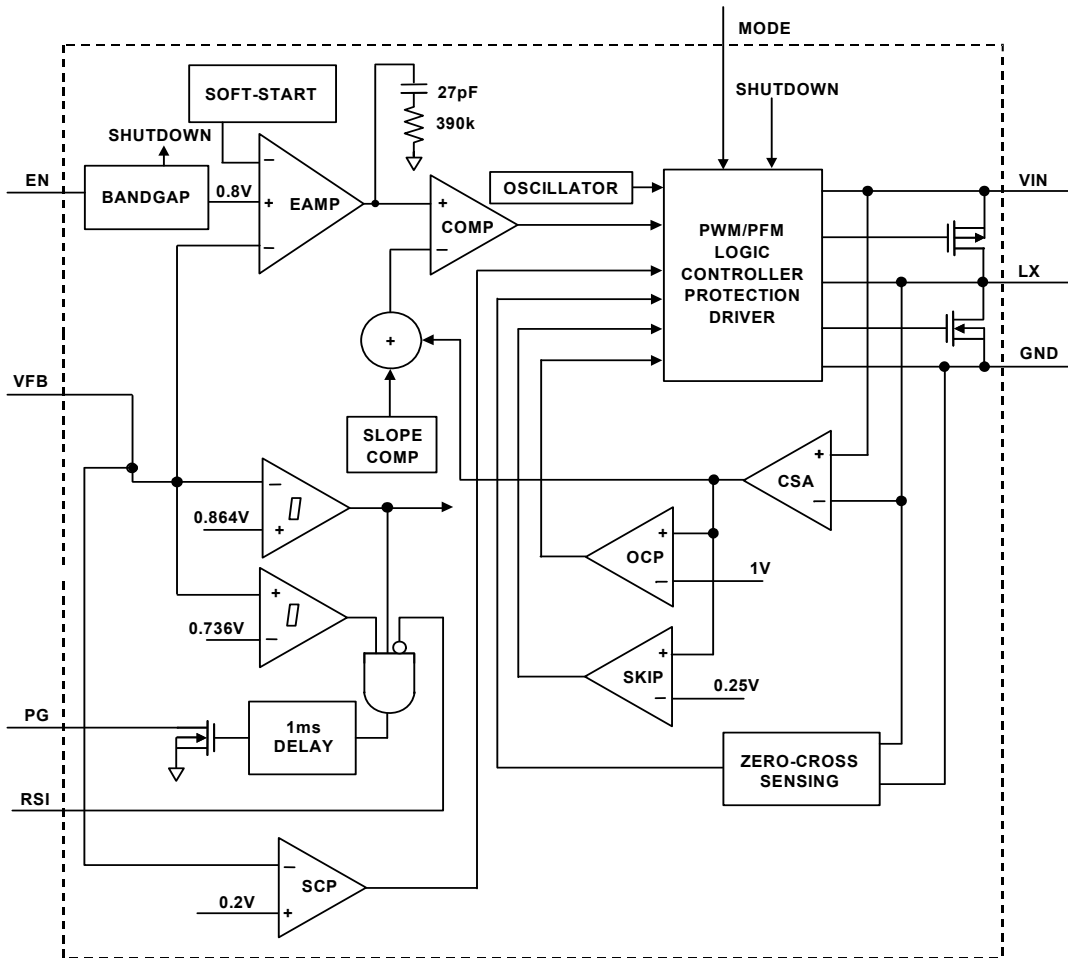 MODE
SOFT-START
27pF
390k
SHUTDOWN
SHUTDOWN
EN
BANDGAP
0.8V
−
+
−
EAMP
+
−
COMP
OSCILLATOR
PWM/PFM
LOGIC
CONTROLLER
PROTECTION
DRIVER
VIN
LX
GND
+
VFB
SLOPE
COMP
+
−
CSA
−
+
0.864V
+
−
OCP
1V
+
−
0.736V
+
−
SKIP
0.25V
PG
1ms
DELAY
ZERO-CROSS
SENSING
RSI
−
+
SCP
0.2V